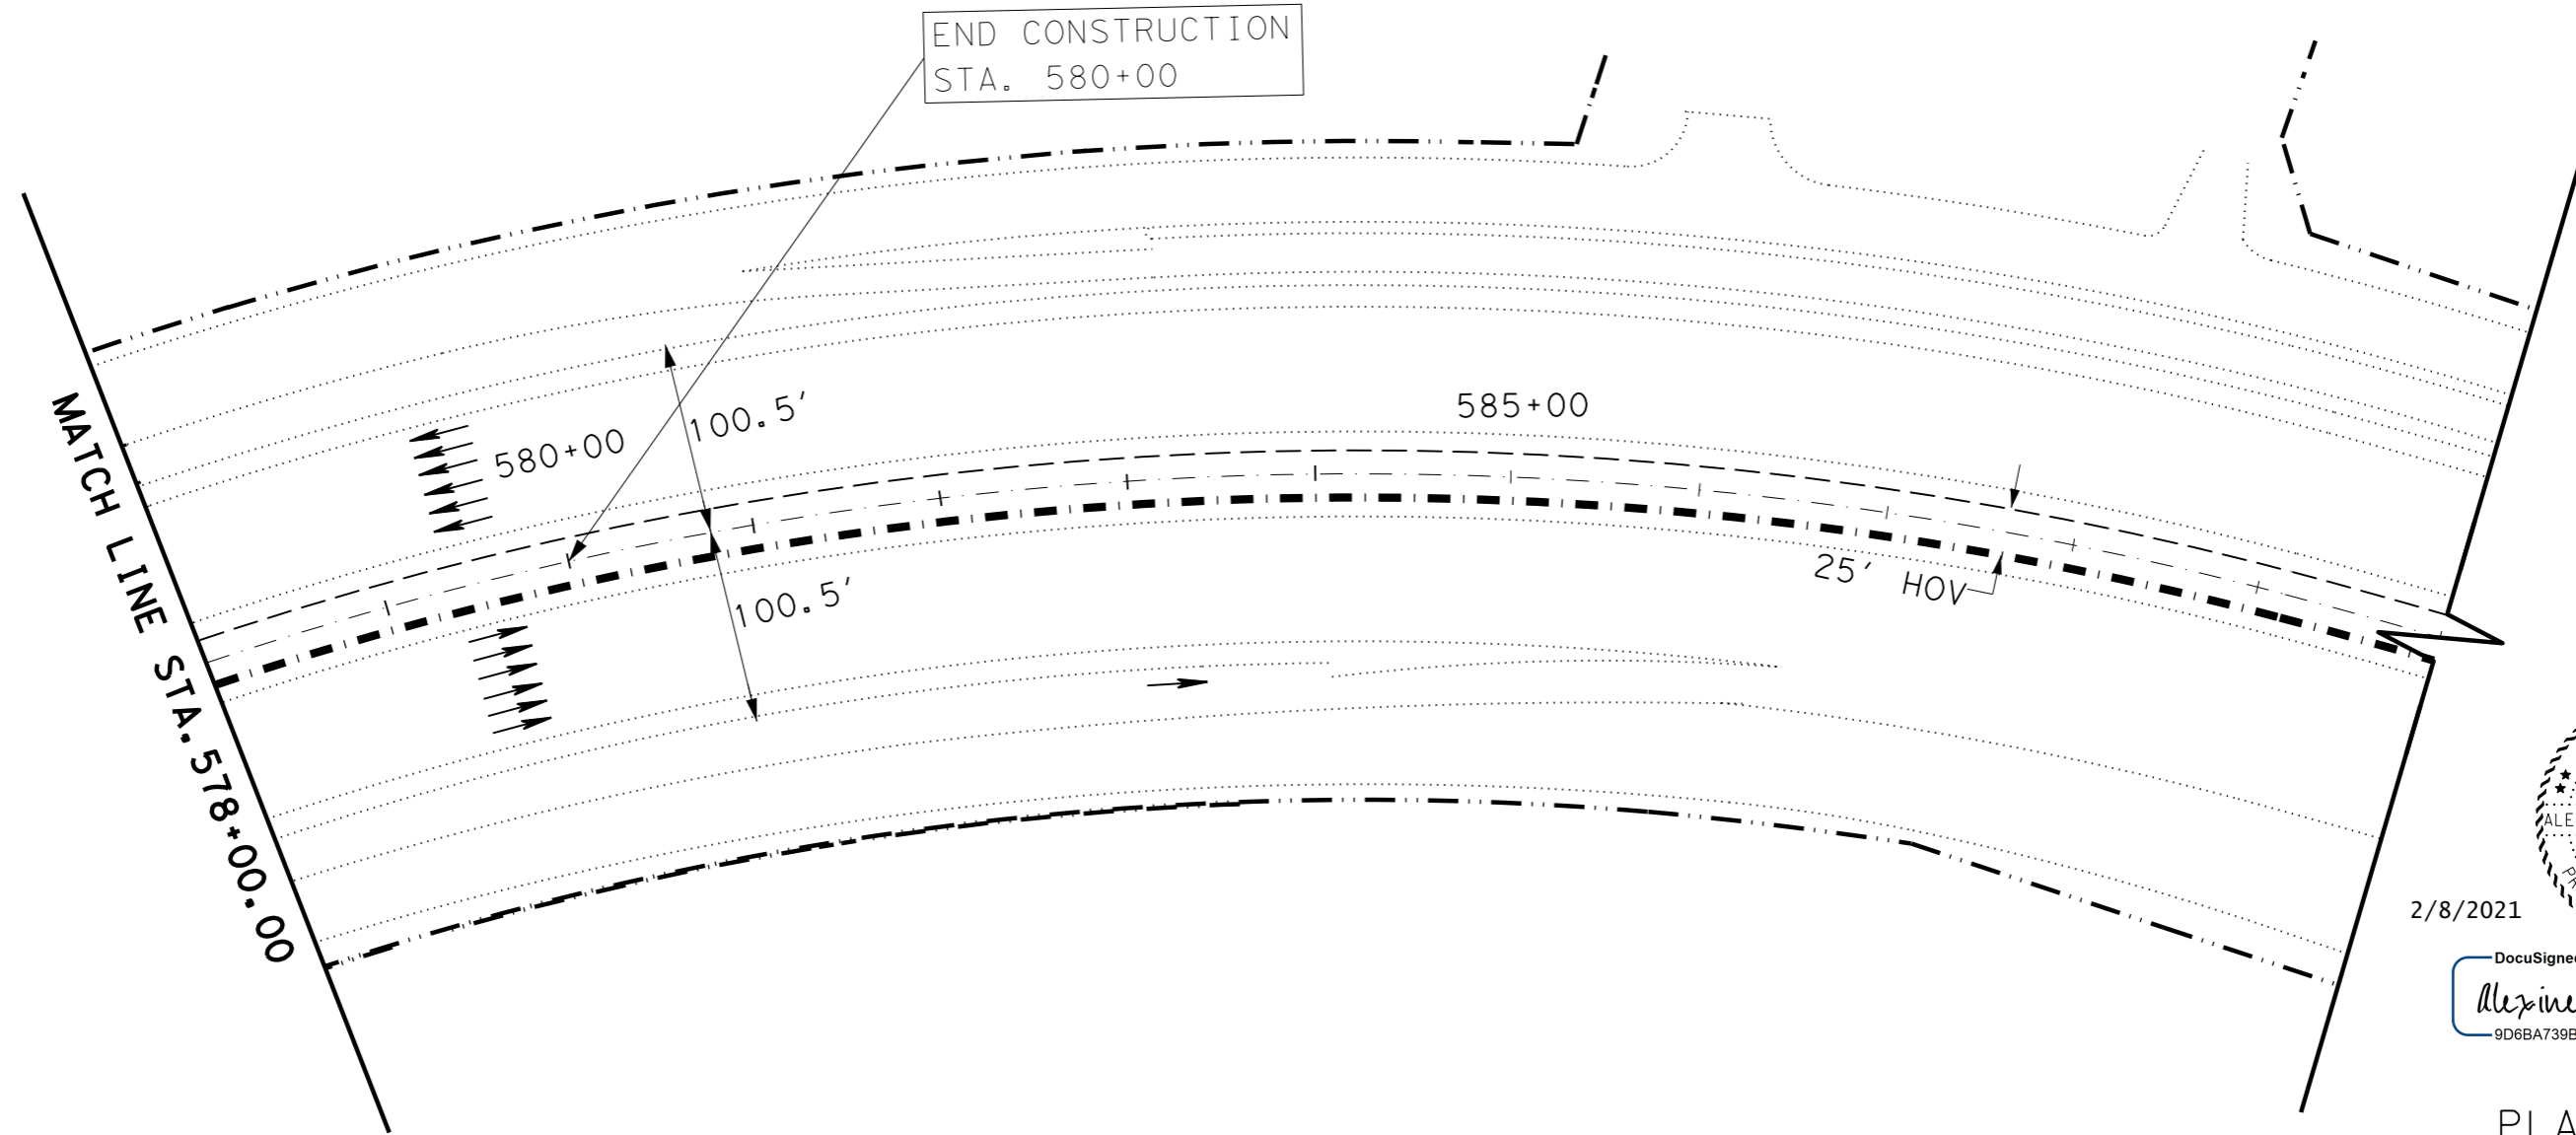 END CONSTRUCTION
STA. 580+00
100.5'
580+00
585+00
MATCH LINE STA.578+00.00
100.5'
25' HOV
2/8/2021
DocuSigned
9D6BA739B